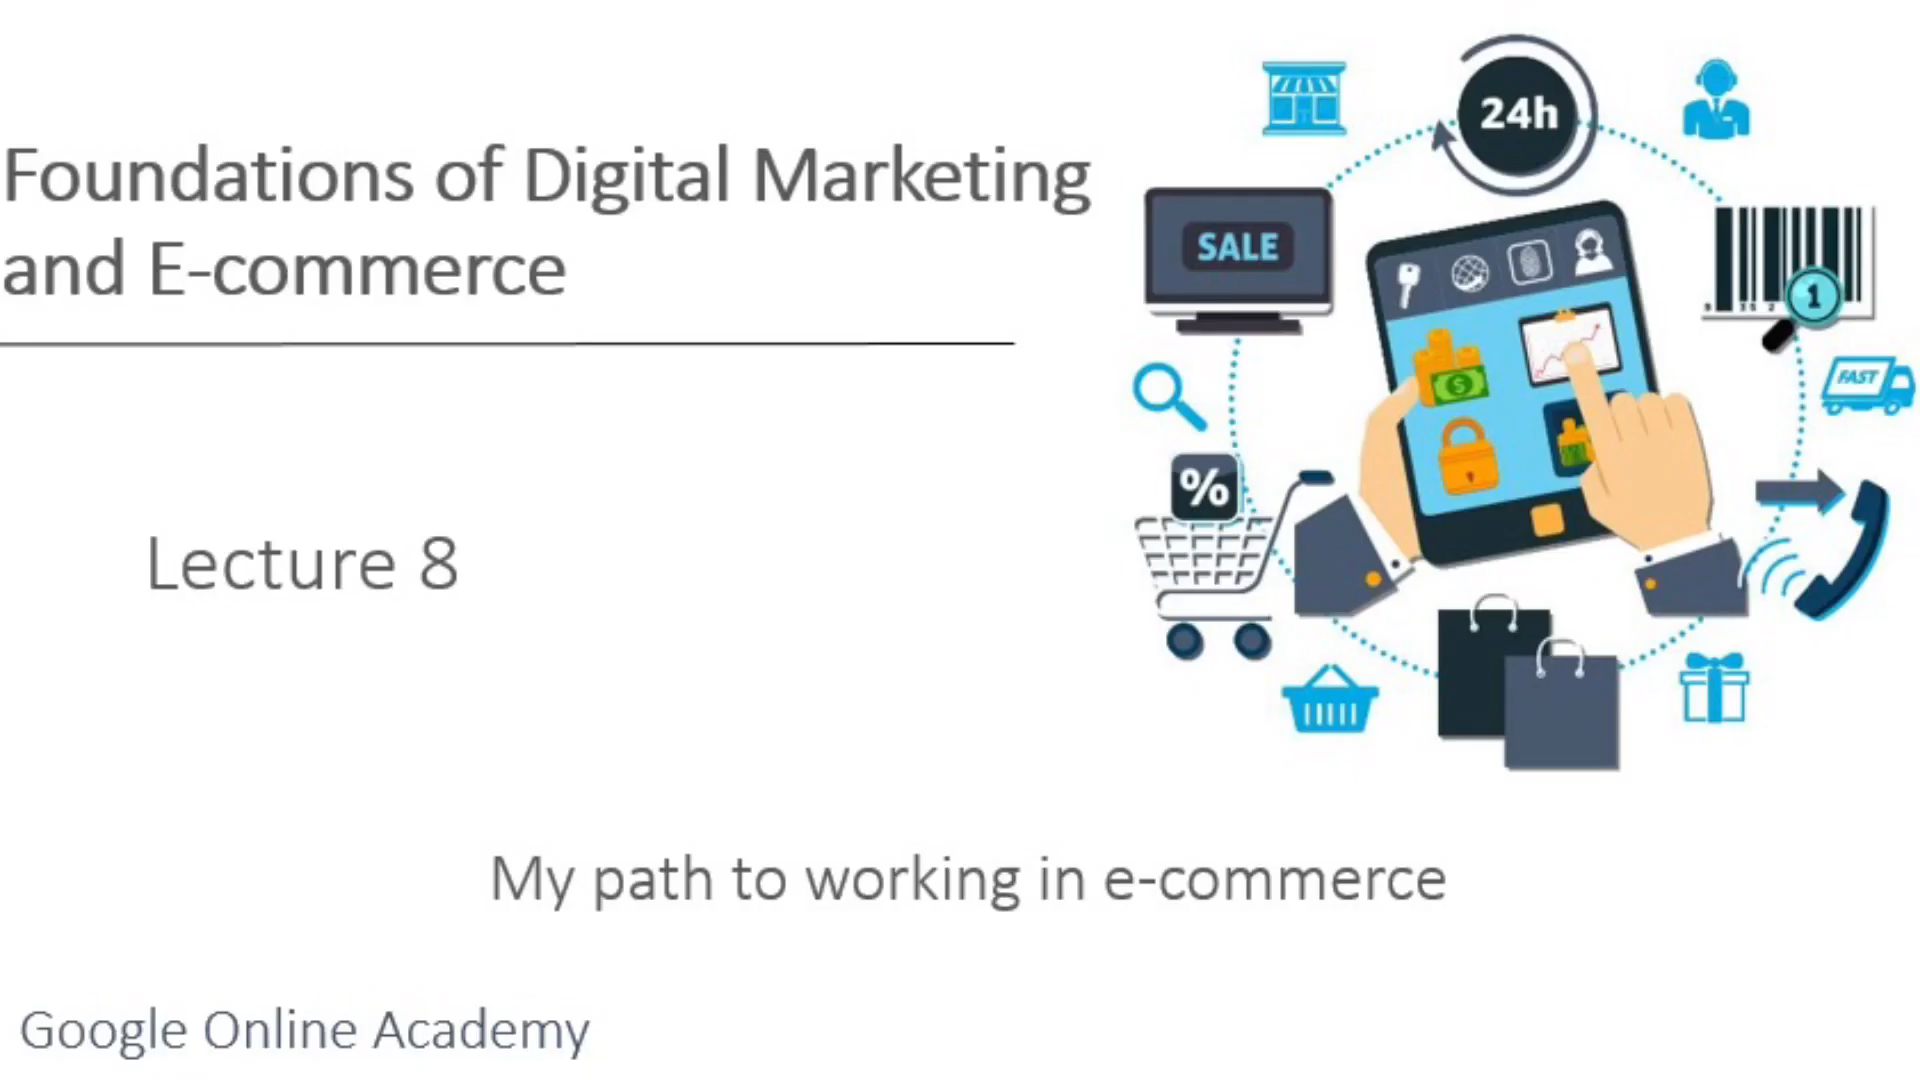 Foundations of Digital Marketing
and E-commerce
Lecture 8
24h
SALE
1
FAST
%
My path to working in e-commerce
Google Online Academy